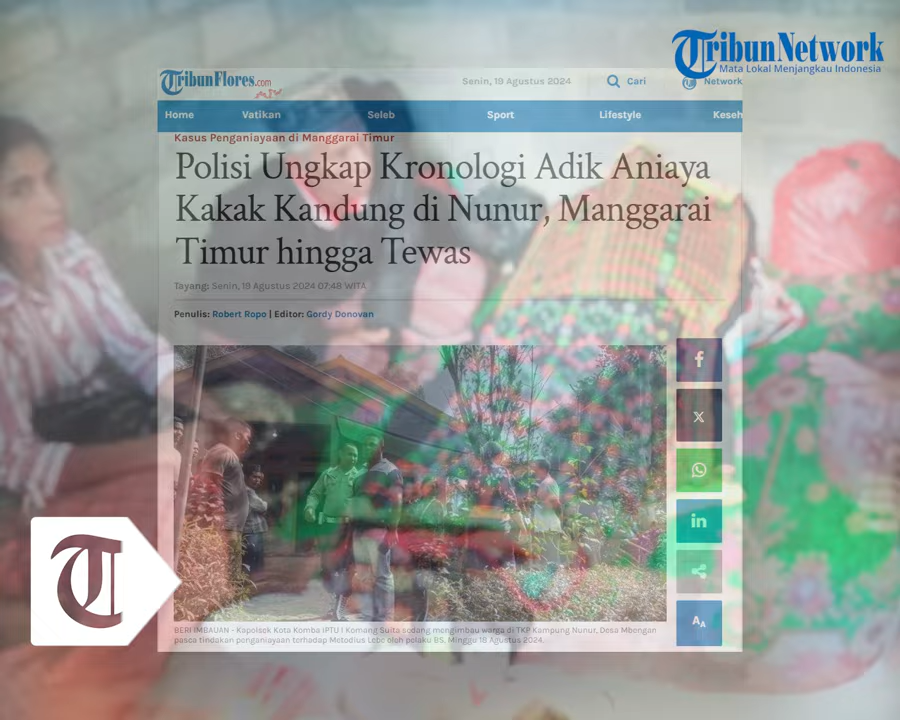 TribunNetwork
Mata Lokal Menjangkau Indonesia
TribunFlores.com
Senin, 19 Agustus 2024
Cari
Network
Home Vatikan Seleb Sport Lifestyle Keseh
Kasus Penganiayaan di Manggarai Timur
Polisi Ungkap Kronologi Adik Aniaya
Kakak Kandung di Nunur, Manggarai
Timur hingga Tewas
Tayang: Senin, 19 Agustus 2024 07:48 WITA
Penulis: Robert Ropo | Editor: Gordy Donovan
BERI IMBAUAN - Kapolsek Kota Komba IPTU I Komang Suita sedang mengimbau warga di TKP Kampung Nunur, Desa Mbengan
pasca tindakan penganiayaan terhadap Metodius Lebe oleh pelaku BS, Minggu 18 Agustus 2024.
T
f
X
in
AA